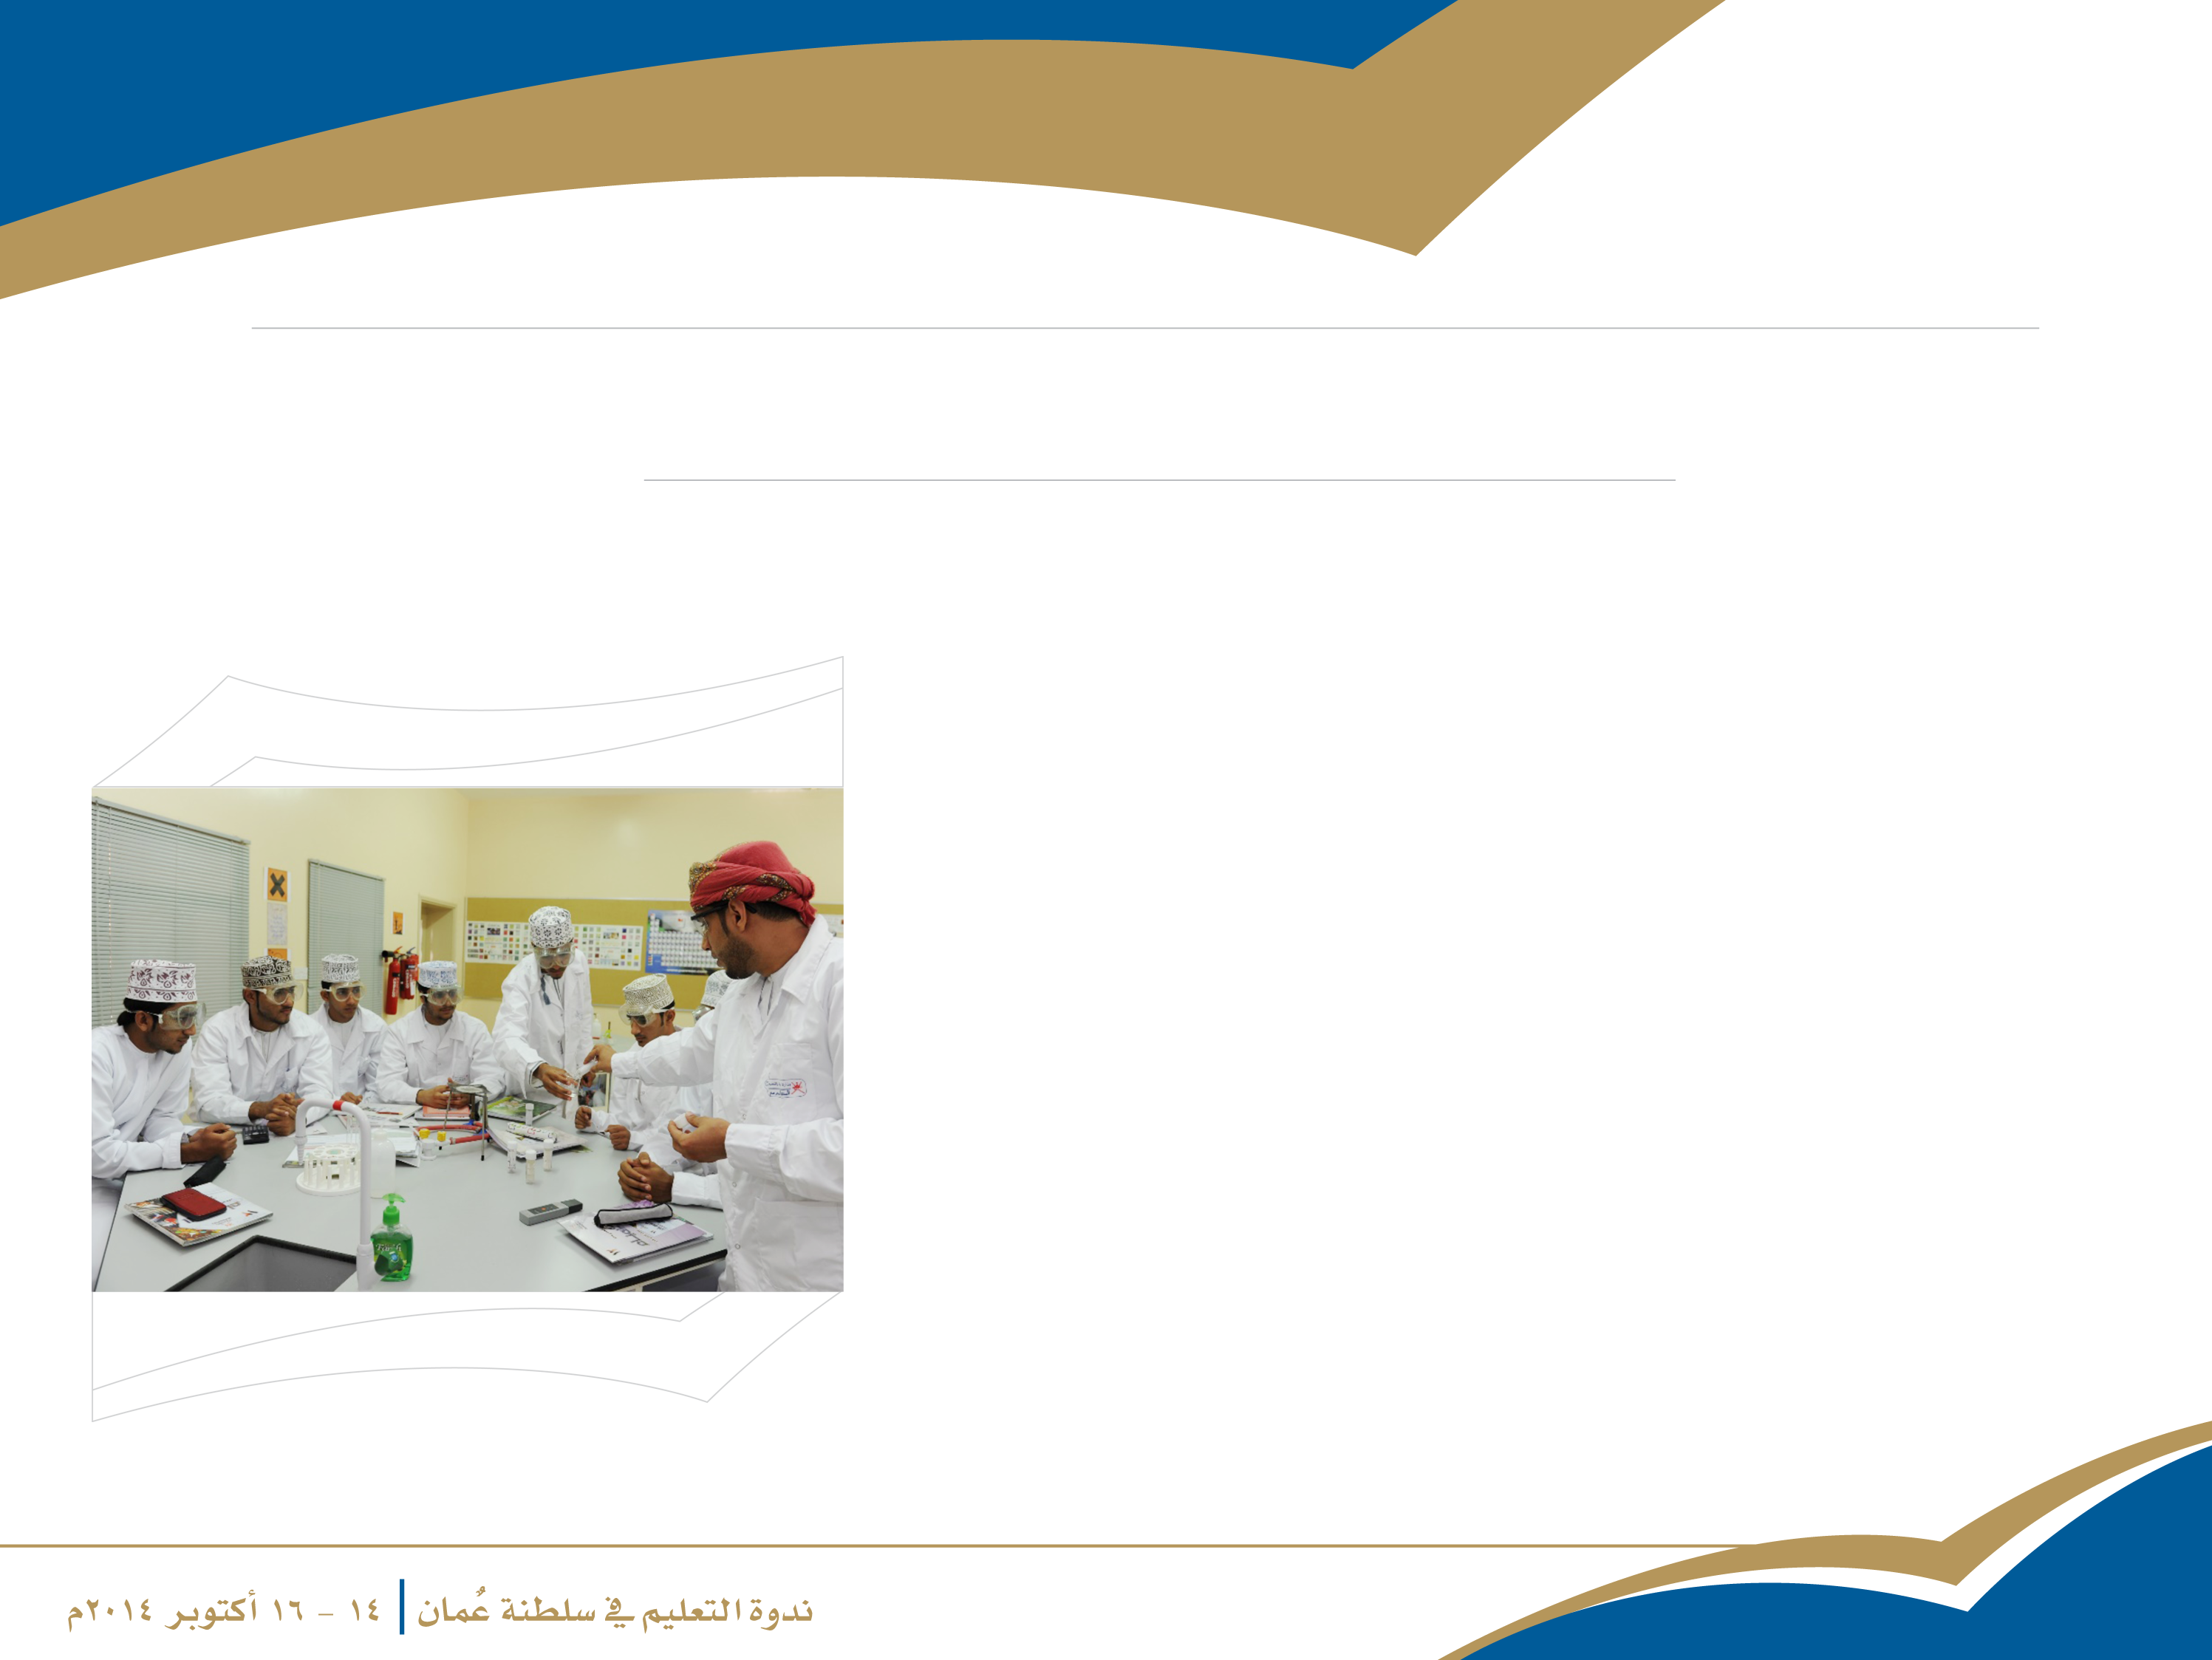 ندوة التعليم في سلطنة عُمان | ١٤ – ١٦ أكتوبر ٢٠١٤م